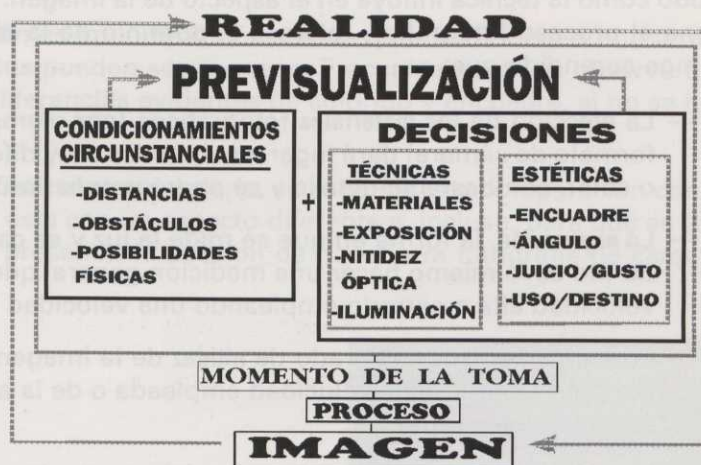 REALIDAD
PREVISUALIZACIÓN
CONDICIONAMIENTOS
CIRCUNSTANCIALES
-DISTANCIAS
-OBSTÁCULOS
-POSIBILIDADES
FÍSICAS
+
DECISIONES
TÉCNICAS
-MATERIALES
-EXPOSICIÓN
-NITIDEZ
ÓPTICA
-ILUMINACIÓN
ESTÉTICAS
-ENCUADRE
-ÁNGULO
-JUICIO/GUSTO
-USO/DESTINO
MOMENTO DE LA TOMA
PROCESO
IMAGEN